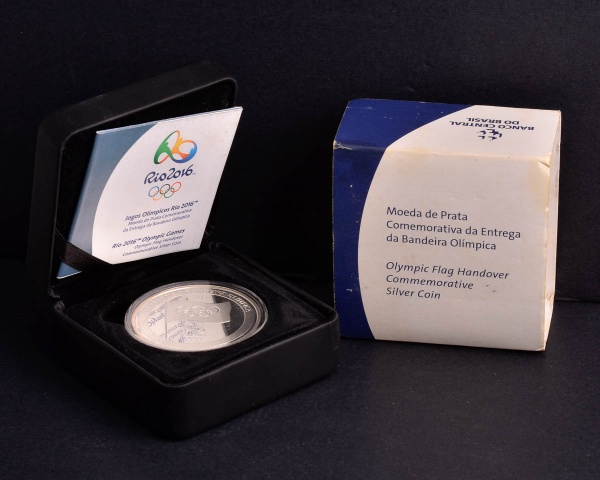 Rio2016™
Jogos Olímpicos Rio 2016™
Moeda de Prata Comemorativa
da Entrega da Bandeira Olímpica
Rio 2016™ Olympic Games
Olympic Flag Handover
Commemorative Silver Coin
BANCO CENTRAL
DO BRASIL
Moeda de Prata
Comemorativa da Entrega
da Bandeira Olímpica
Olympic Flag Handover
Commemorative
Silver Coin